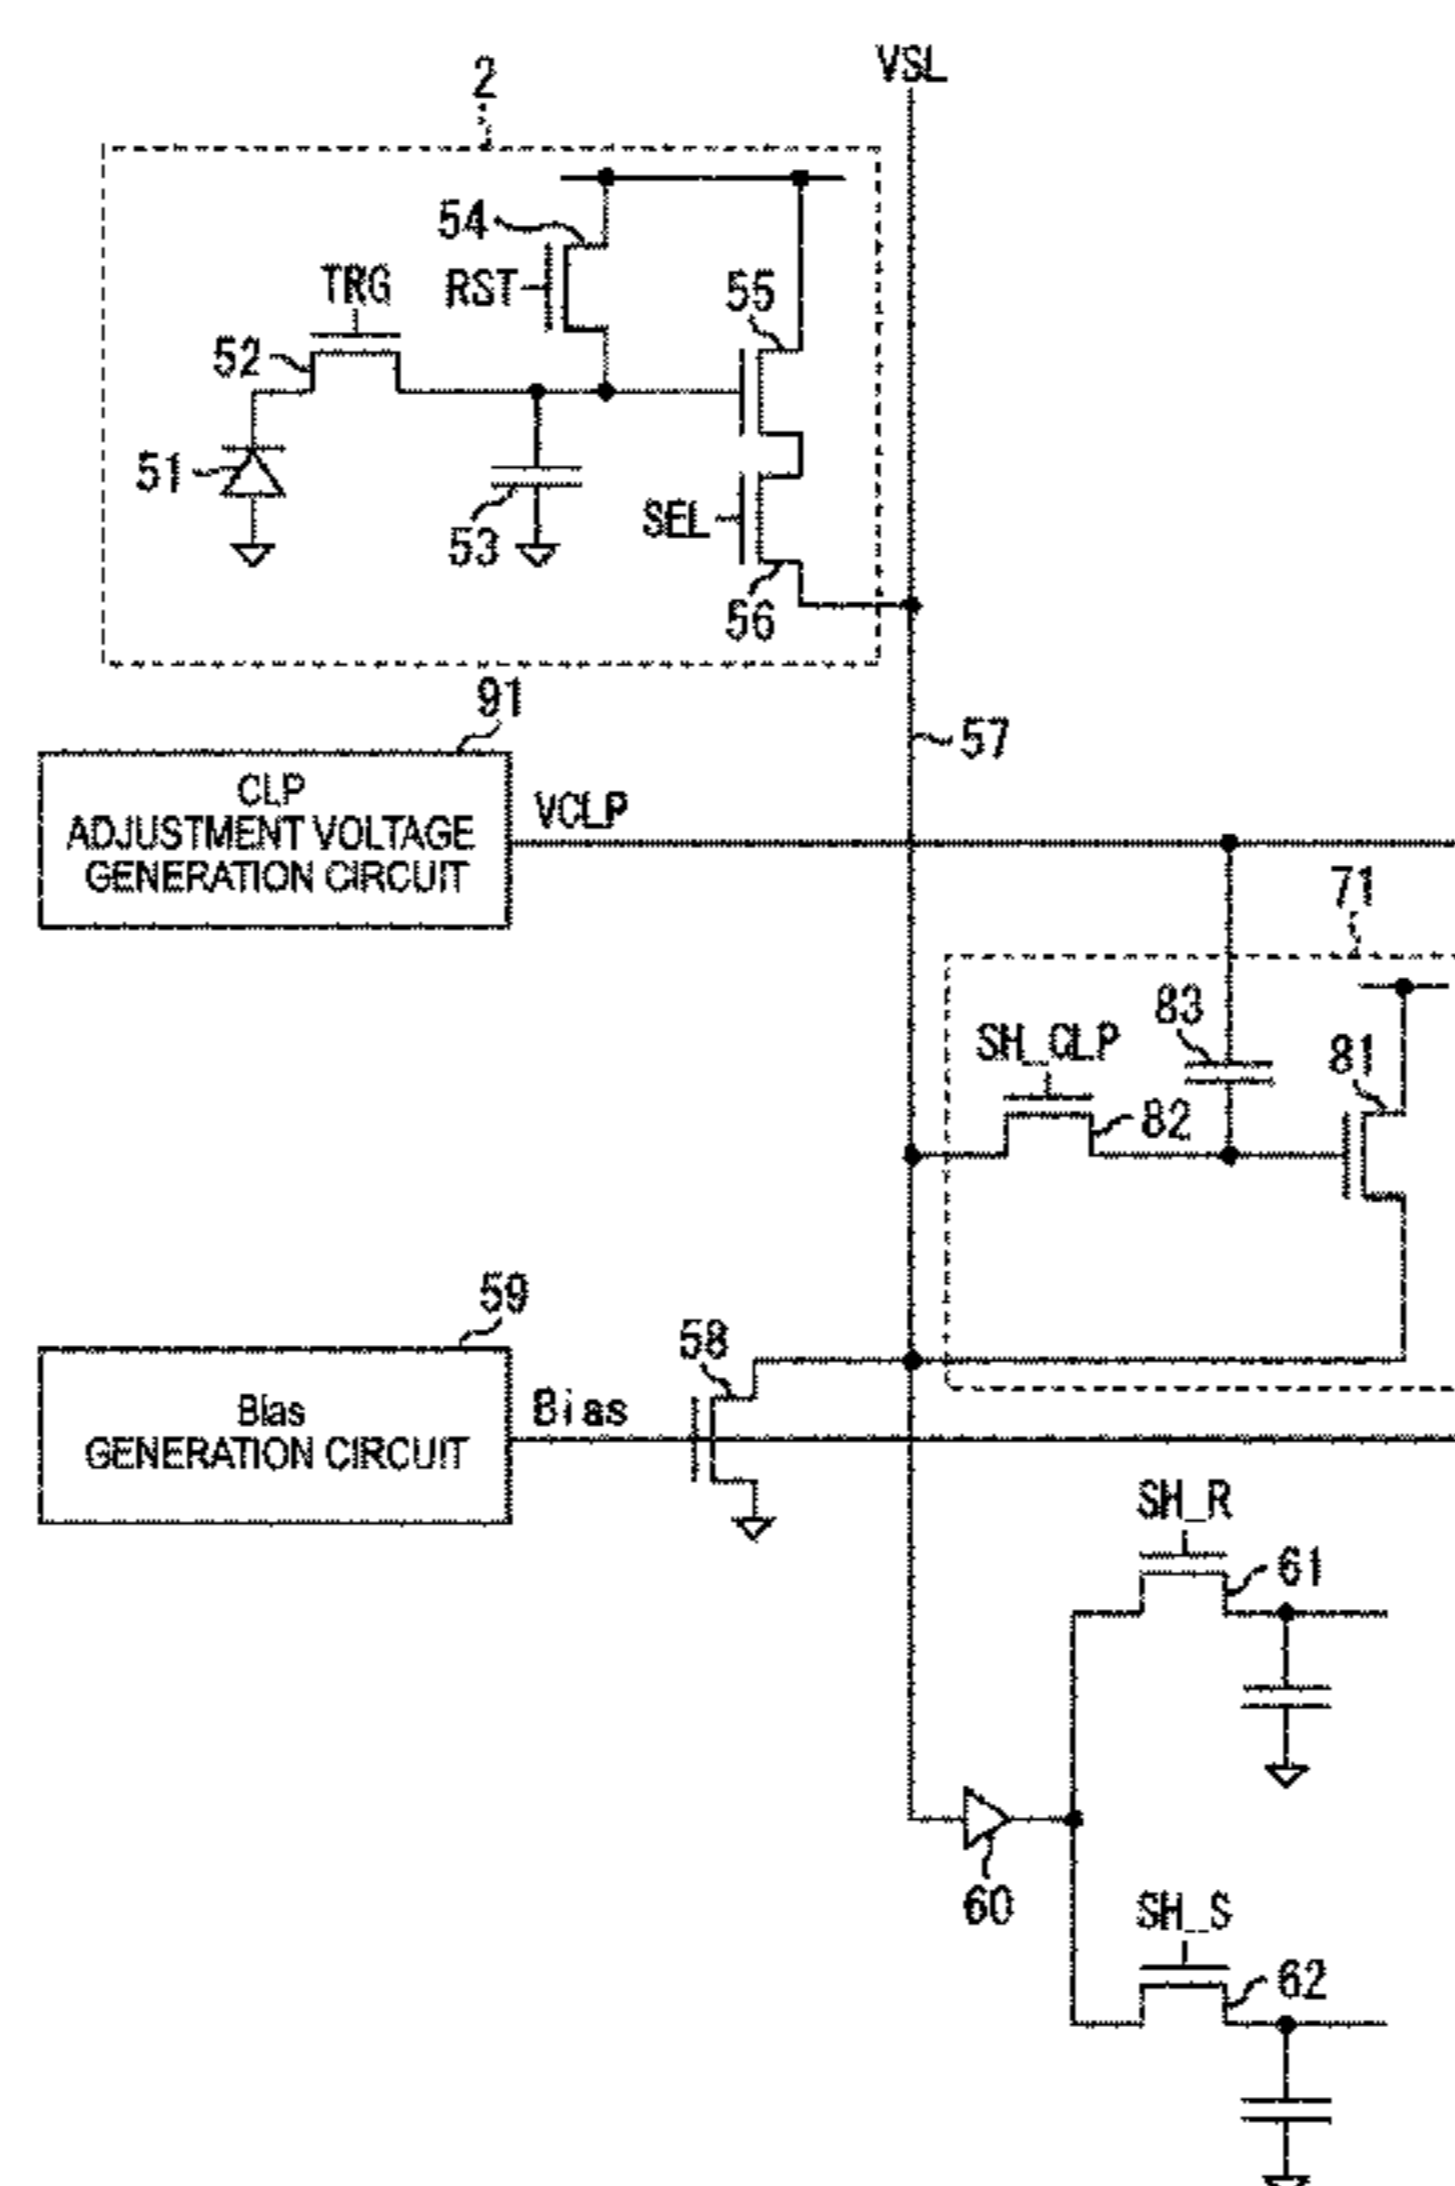 2
VSL
54
RST
TRG
55
52
51
53
SEL
56
91
57
CLP
ADJUSTMENT VOLTAGE
GENERATION CIRCUIT
VCLP
71
83
SH_CLP
81
82
59
58
Bias
GENERATION CIRCUIT
Bias
SH_R
61
60
SH_S
62